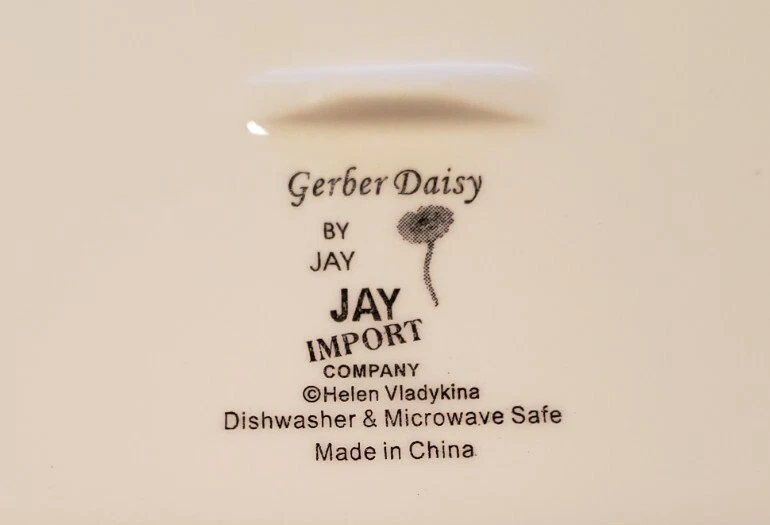 Gerber Daisy
BY
JAY
JAY
IMPORT
COMPANY
©Helen Vladykina
Dishwasher & Microwave Safe
Made in China